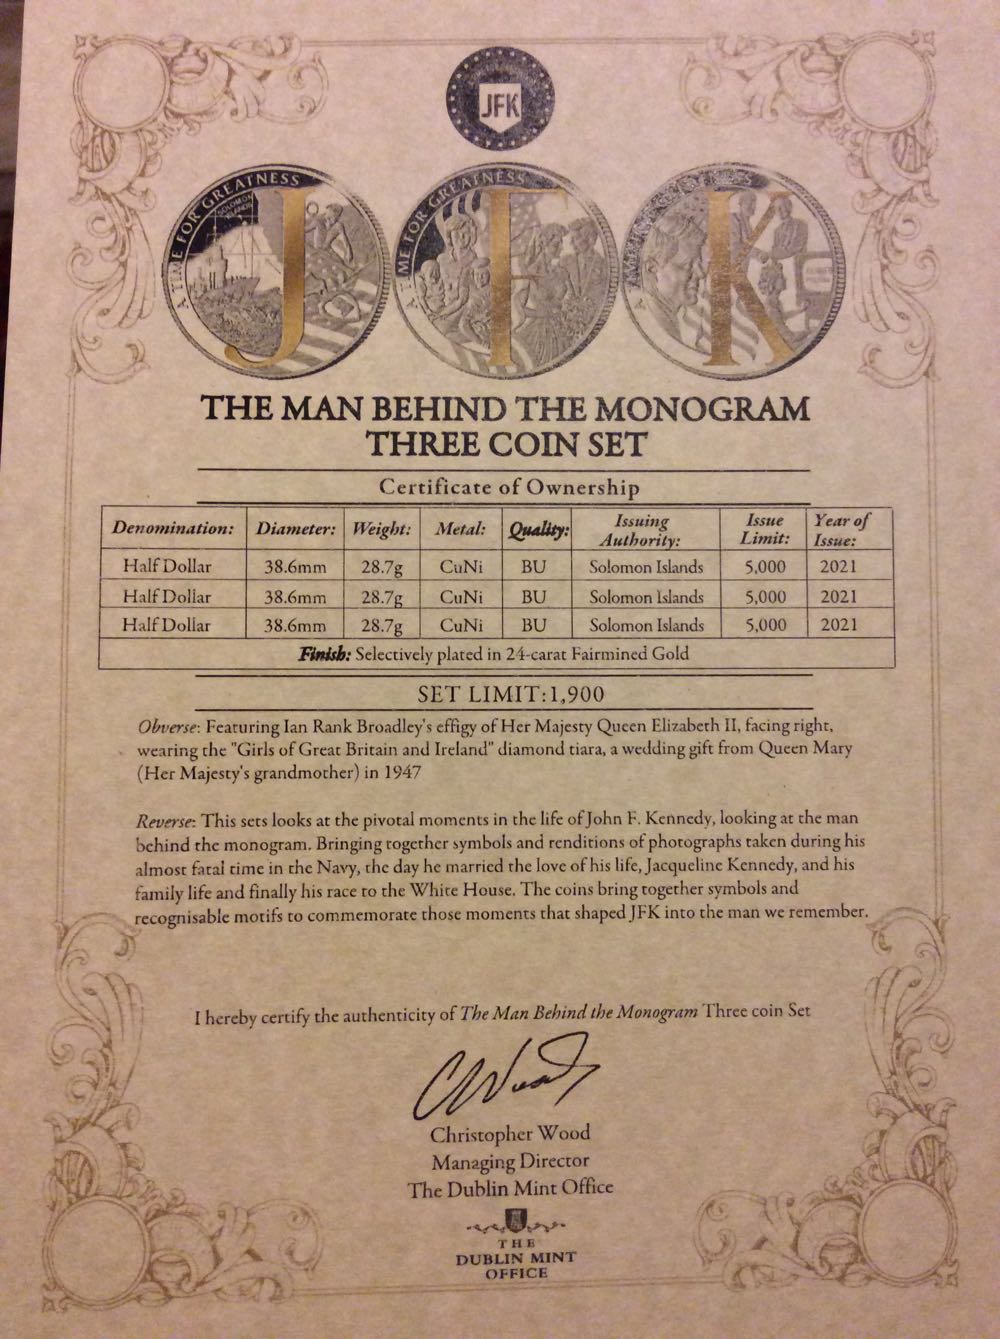 JFK
A TIME FOR GREATNESS
SOLOMON
ISLANDS
A TIME FOR GREATNESS
J F K
THE MAN BEHIND THE MONOGRAM
THREE COIN SET
Certificate of Ownership
Denomination: Diameter: Weight: Metal: Quality: Issuing Authority: Issue Limit: Year of Issue:
Half Dollar 38.6mm 28.7g CuNi BU Solomon Islands 5,000 2021
Half Dollar 38.6mm 28.7g CuNi BU Solomon Islands 5,000 2021
Half Dollar 38.6mm 28.7g CuNi BU Solomon Islands 5,000 2021
Finish: Selectively plated in 24-carat Fairmined Gold
SET LIMIT:1,900
Obverse: Featuring Ian Rank Broadley's effigy of Her Majesty Queen Elizabeth II, facing right,
wearing the "Girls of Great Britain and Ireland" diamond tiara, a wedding gift from Queen Mary
(Her Majesty's grandmother) in 1947
Reverse: This sets looks at the pivotal moments in the life of John F. Kennedy, looking at the man
behind the monogram. Bringing together symbols and renditions of photographs taken during his
almost fatal time in the Navy, the day he married the love of his life, Jacqueline Kennedy, and his
family life and finally his race to the White House. The coins bring together symbols and
recognisable motifs to commemorate those moments that shaped JFK into the man we remember.
I hereby certify the authenticity of The Man Behind the Monogram Three coin Set
Christopher Wood
Managing Director
The Dublin Mint Office
THE
DUBLIN MINT
OFFICE